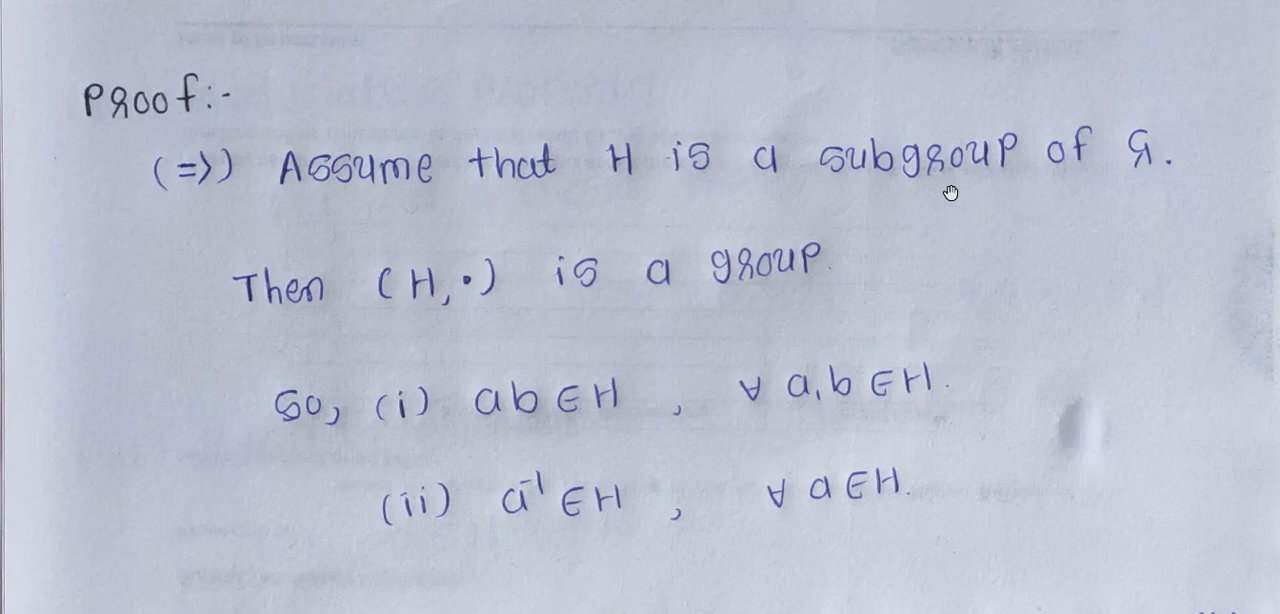 Proof:-
(=>) Assume that H is a subgroup of G.
Then (H,•) is a group.
So, (i) ab ∈ H , ∀ a,b ∈ H.
(ii) a⁻¹ ∈ H , ∀ a ∈ H.